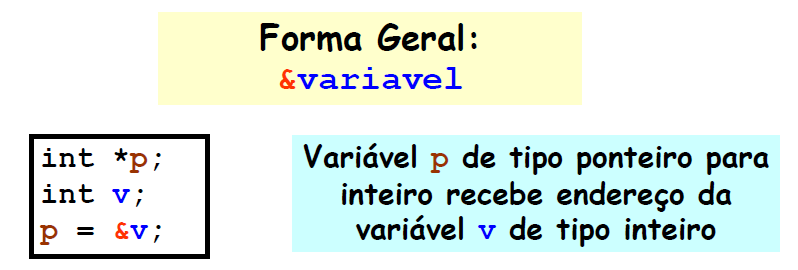 Forma Geral:
&variavel
int *p;
int v;
p = &v;
Variável p de tipo ponteiro para
inteiro recebe endereço da
variável v de tipo inteiro